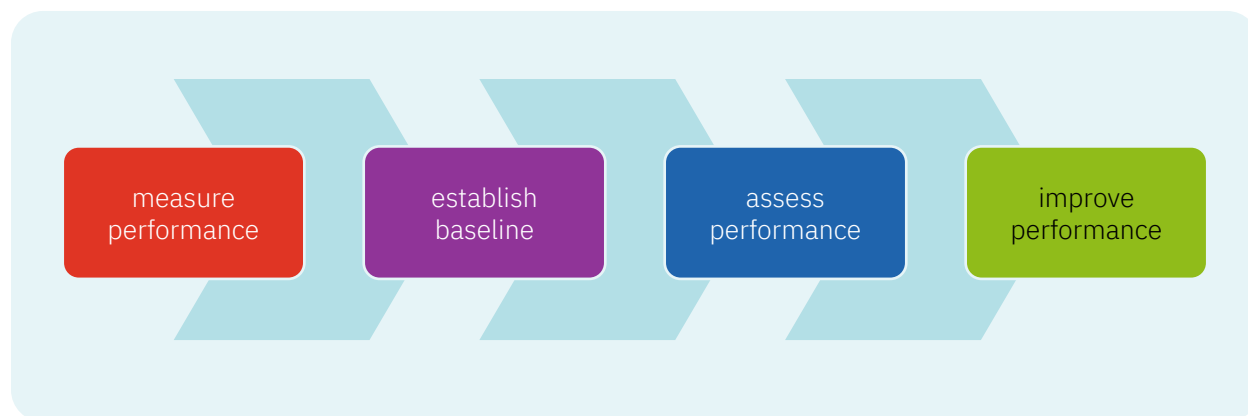 measure
performance
establish
baseline
assess
performance
improve
performance